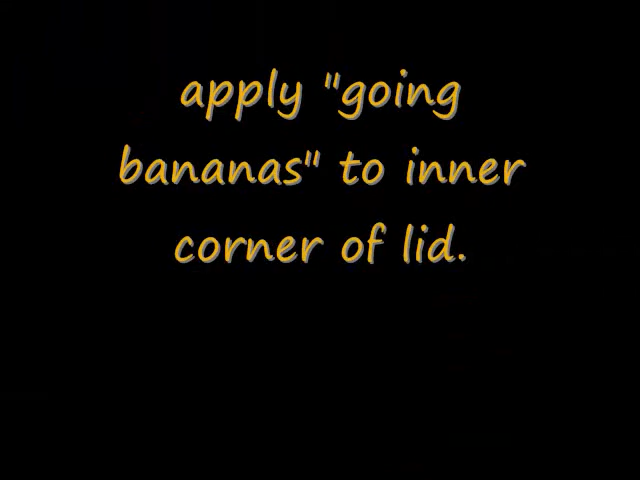 apply "going
bananas" to inner
corner of lid.